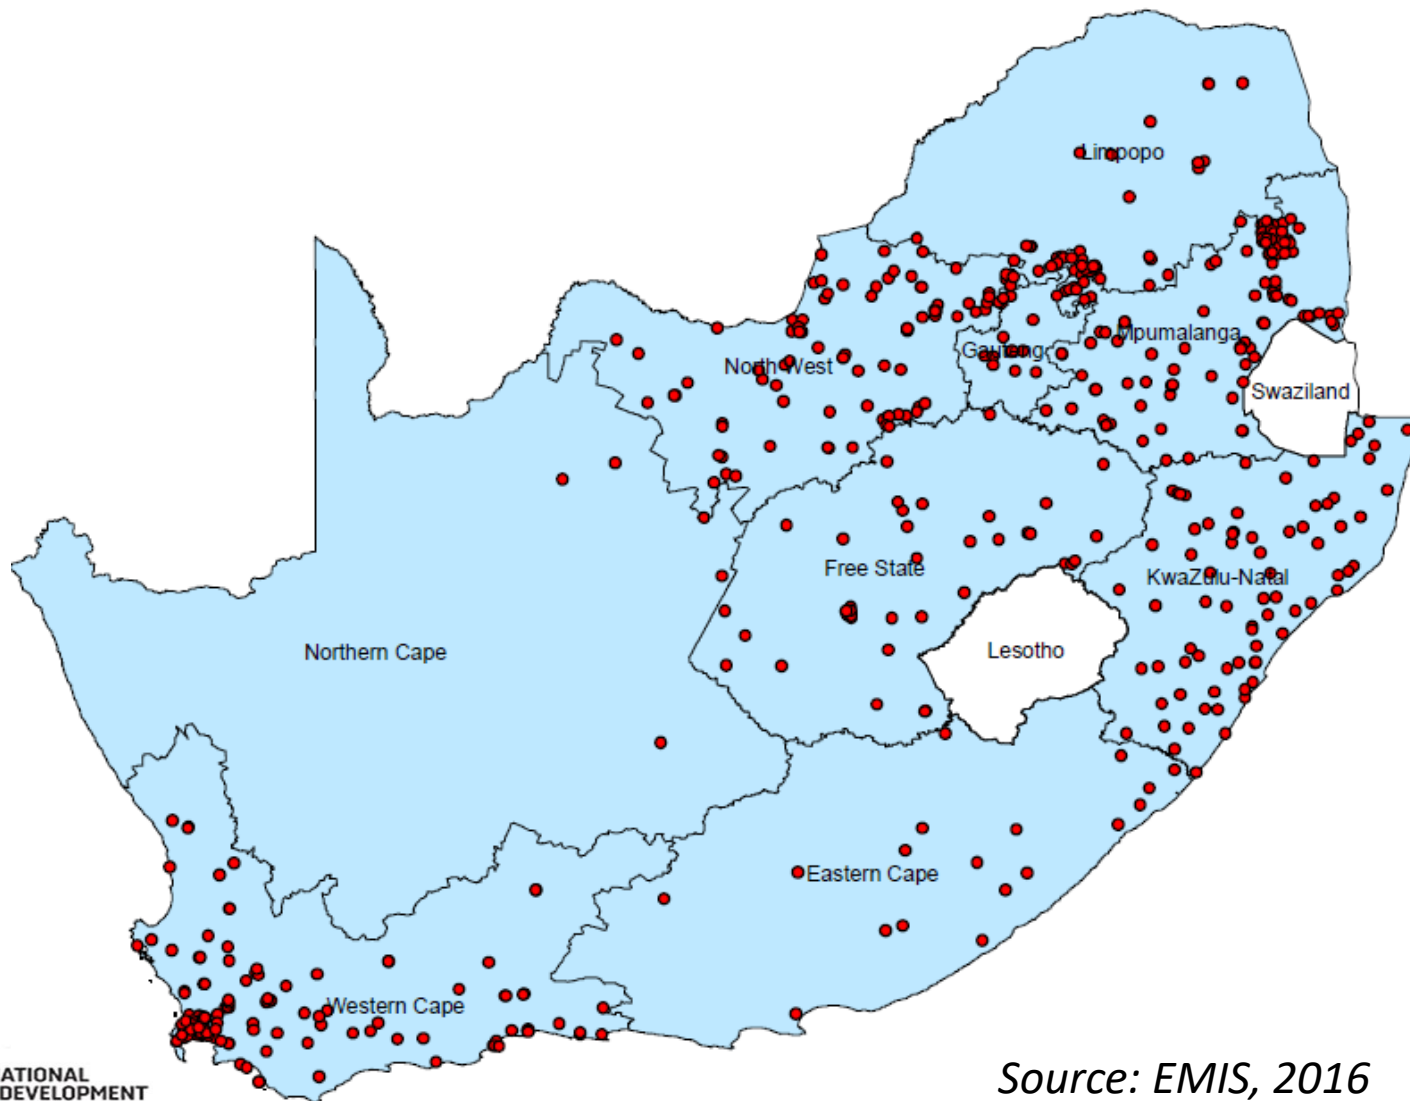 Limpopo
Mpumalanga
Gauteng
North West
Swaziland
Free State
KwaZulu-Natal
Northern Cape
Lesotho
Eastern Cape
Western Cape
ATIONAL
DEVELOPMENT
Source: EMIS, 2016